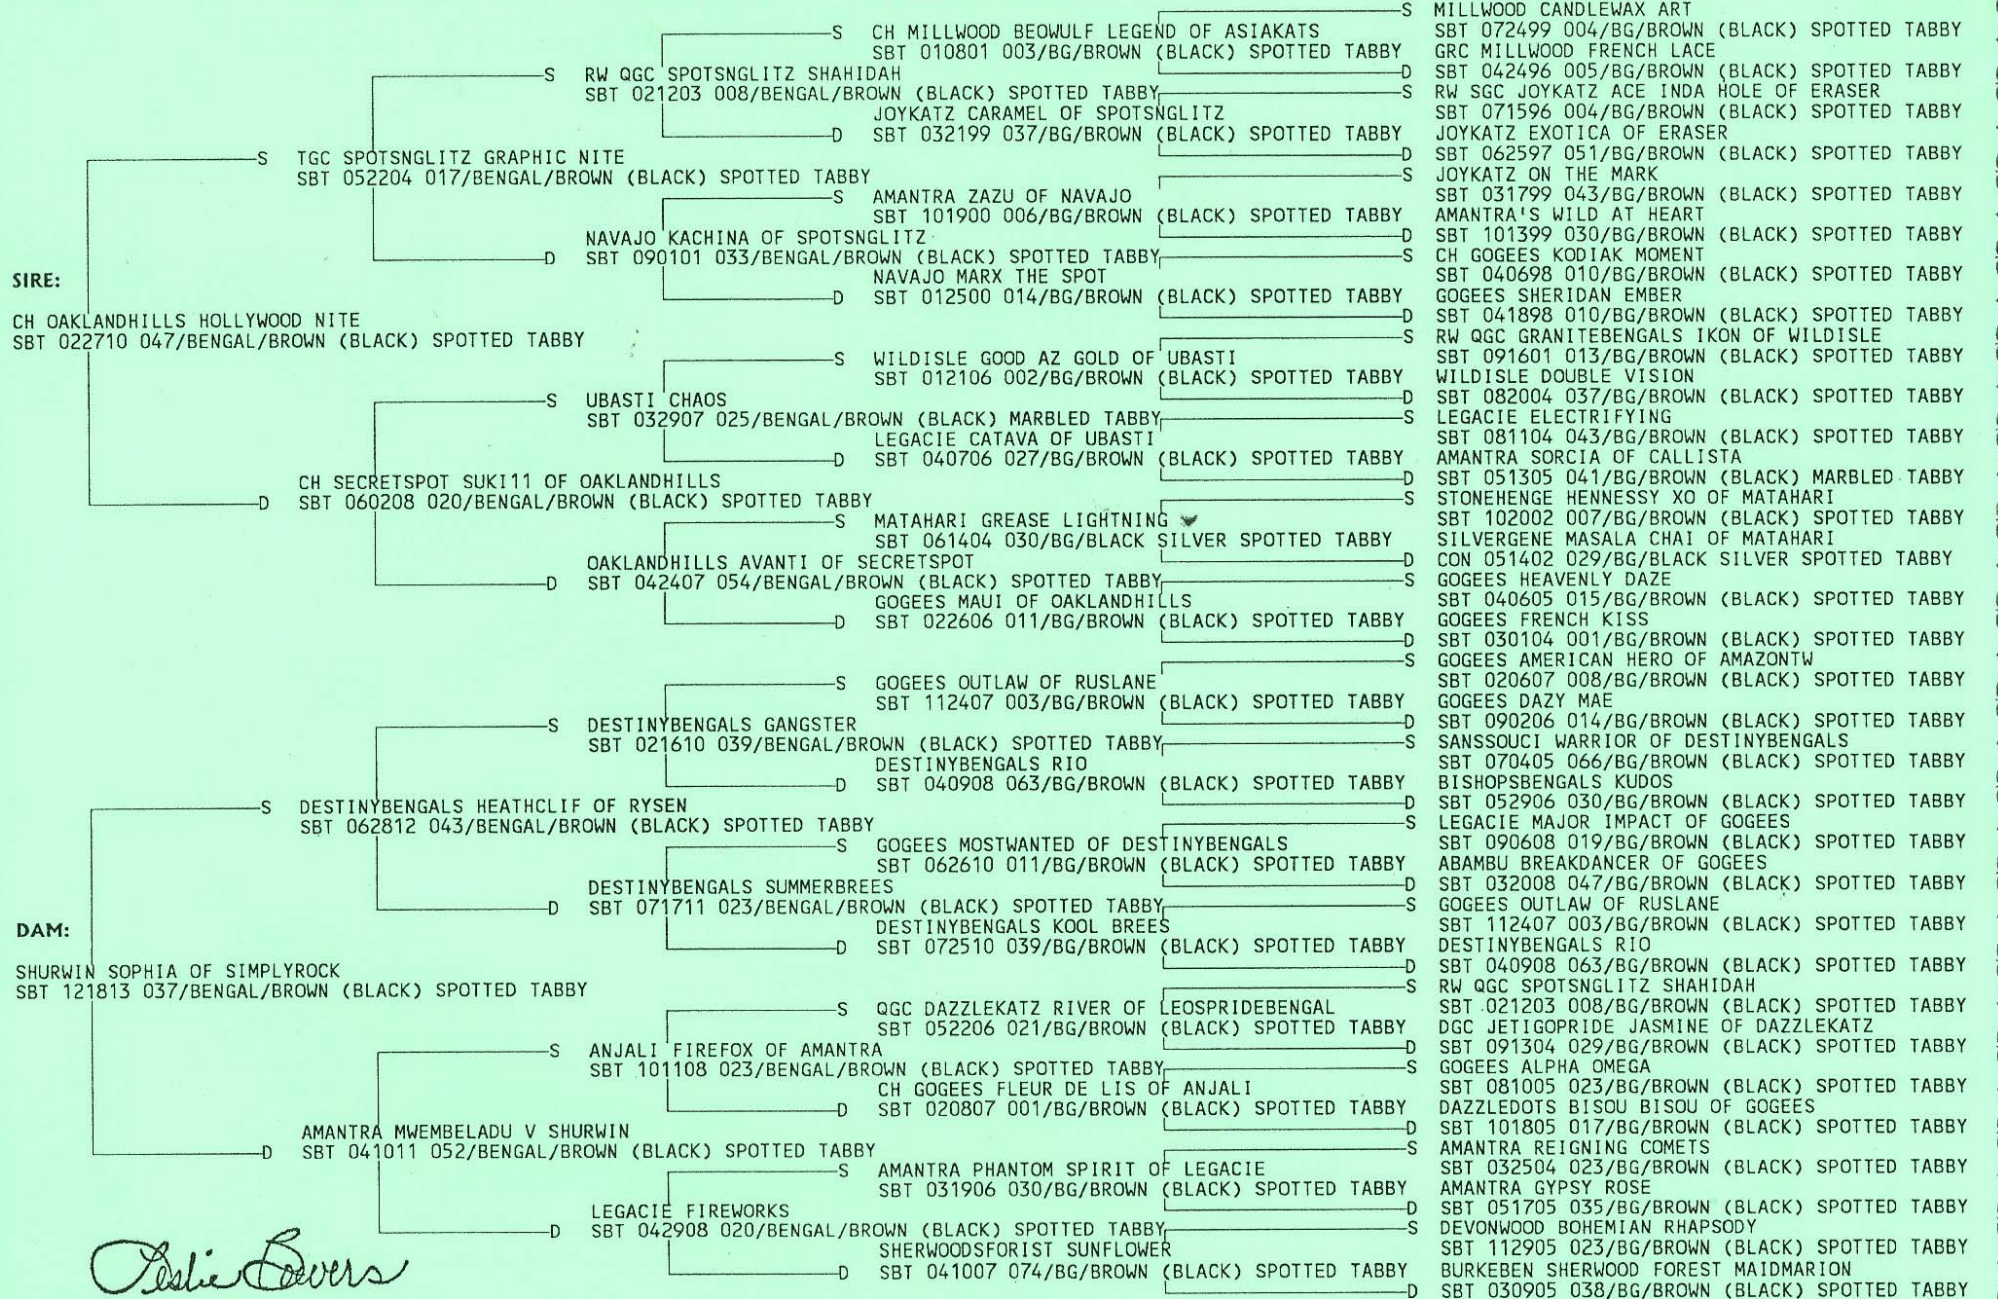 SIRE:
CH OAKLANDHILLS HOLLYWOOD NITE
SBT 022710 047/BENGAL/BROWN (BLACK) SPOTTED TABBY
DAM:
SHURWIN SOPHIA OF SIMPLYROCK
SBT 121813 037/BENGAL/BROWN (BLACK) SPOTTED TABBY
Leslie Bowers
S TGC SPOTSNGLITZ GRAPHIC NITE
SBT 052204 017/BENGAL/BROWN (BLACK) SPOTTED TABBY
CH SECRETSPOT SUKI11 OF OAKLANDHILLS
D SBT 060208 020/BENGAL/BROWN (BLACK) SPOTTED TABBY
S DESTINYBENGALS HEATHCLIF OF RYSEN
SBT 062812 043/BENGAL/BROWN (BLACK) SPOTTED TABBY
AMANTRA MWEMBELADU V SHURWIN
D SBT 041011 052/BENGAL/BROWN (BLACK) SPOTTED TABBY
S RW QGC SPOTSNGLITZ SHAHIDAH
SBT 021203 008/BENGAL/BROWN (BLACK) SPOTTED TABBY
NAVAJO KACHINA OF SPOTSNGLITZ
D SBT 090101 033/BENGAL/BROWN (BLACK) SPOTTED TABBY
S UBASTI CHAOS
SBT 032907 025/BENGAL/BROWN (BLACK) MARBLED TABBY
OAKLANDHILLS AVANTI OF SECRETSPOT
D SBT 042407 054/BENGAL/BROWN (BLACK) SPOTTED TABBY
S DESTINYBENGALS GANGSTER
SBT 021610 039/BENGAL/BROWN (BLACK) SPOTTED TABBY
DESTINYBENGALS SUMMERBREES
D SBT 071711 023/BENGAL/BROWN (BLACK) SPOTTED TABBY
S ANJALI FIREFOX OF AMANTRA
SBT 101108 023/BENGAL/BROWN (BLACK) SPOTTED TABBY
LEGACIE FIREWORKS
D SBT 042908 020/BENGAL/BROWN (BLACK) SPOTTED TABBY
S CH MILLWOOD BEOWULF LEGEND OF ASIAKATS
SBT 010801 003/BG/BROWN (BLACK) SPOTTED TABBY
JOYKATZ CARAMEL OF SPOTSNGLITZ
D SBT 032199 037/BG/BROWN (BLACK) SPOTTED TABBY
S AMANTRA ZAZU OF NAVAJO
SBT 101900 006/BG/BROWN (BLACK) SPOTTED TABBY
NAVAJO MARX THE SPOT
D SBT 012500 014/BG/BROWN (BLACK) SPOTTED TABBY
S WILDISLE GOOD AZ GOLD OF UBASTI
SBT 012106 002/BG/BROWN (BLACK) SPOTTED TABBY
LEGACIE CATAVA OF UBASTI
D SBT 040706 027/BG/BROWN (BLACK) SPOTTED TABBY
S MATAHARI GREASE LIGHTNING
SBT 061404 030/BG/BLACK SILVER SPOTTED TABBY
GOGEES MAUI OF OAKLANDHILLS
D SBT 022606 011/BG/BROWN (BLACK) SPOTTED TABBY
S GOGEES OUTLAW OF RUSLANE
SBT 112407 003/BG/BROWN (BLACK) SPOTTED TABBY
DESTINYBENGALS RIO
D SBT 040908 063/BG/BROWN (BLACK) SPOTTED TABBY
S GOGEES MOSTWANTED OF DESTINYBENGALS
SBT 062610 011/BG/BROWN (BLACK) SPOTTED TABBY
DESTINYBENGALS KOOL BREES
D SBT 072510 039/BG/BROWN (BLACK) SPOTTED TABBY
S QGC DAZZLEKATZ RIVER OF LEOSPRIDEBENGAL
SBT 052206 021/BG/BROWN (BLACK) SPOTTED TABBY
CH GOGEES FLEUR DE LIS OF ANJALI
D SBT 020807 001/BG/BROWN (BLACK) SPOTTED TABBY
S AMANTRA PHANTOM SPIRIT OF LEGACIE
SBT 031906 030/BG/BROWN (BLACK) SPOTTED TABBY
SHERWOODSFORIST SUNFLOWER
D SBT 041007 074/BG/BROWN (BLACK) SPOTTED TABBY
S MILLWOOD CANDLEWAX ART
SBT 072499 004/BG/BROWN (BLACK) SPOTTED TABBY
GRC MILLWOOD FRENCH LACE
D SBT 042496 005/BG/BROWN (BLACK) SPOTTED TABBY
S RW SGC JOYKATZ ACE INDA HOLE OF ERASER
SBT 071596 004/BG/BROWN (BLACK) SPOTTED TABBY
JOYKATZ EXOTICA OF ERASER
D SBT 062597 051/BG/BROWN (BLACK) SPOTTED TABBY
S JOYKATZ ON THE MARK
SBT 031799 043/BG/BROWN (BLACK) SPOTTED TABBY
AMANTRA'S WILD AT HEART
D SBT 101399 030/BG/BROWN (BLACK) SPOTTED TABBY
S CH GOGEES KODIAK MOMENT
SBT 040698 010/BG/BROWN (BLACK) SPOTTED TABBY
GOGEES SHERIDAN EMBER
D SBT 041898 010/BG/BROWN (BLACK) SPOTTED TABBY
S RW QGC GRANITEBENGALS IKON OF WILDISLE
SBT 091601 013/BG/BROWN (BLACK) SPOTTED TABBY
WILDISLE DOUBLE VISION
D SBT 082004 037/BG/BROWN (BLACK) SPOTTED TABBY
S LEGACIE ELECTRIFYING
SBT 081104 043/BG/BROWN (BLACK) SPOTTED TABBY
AMANTRA SORCIA OF CALLISTA
D SBT 051305 041/BG/BROWN (BLACK) MARBLED TABBY
S STONEHENGE HENNESSY XO OF MATAHARI
SBT 102002 007/BG/BROWN (BLACK) SPOTTED TABBY
SILVERGENE MASALA CHAI OF MATAHARI
D CON 051402 029/BG/BLACK SILVER SPOTTED TABBY
S GOGEES HEAVENLY DAZE
SBT 040605 015/BG/BROWN (BLACK) SPOTTED TABBY
GOGEES FRENCH KISS
D SBT 030104 001/BG/BROWN (BLACK) SPOTTED TABBY
S GOGEES AMERICAN HERO OF AMAZONTW
SBT 020607 008/BG/BROWN (BLACK) SPOTTED TABBY
GOGEES DAZY MAE
D SBT 090206 014/BG/BROWN (BLACK) SPOTTED TABBY
S SANSSOUCI WARRIOR OF DESTINYBENGALS
SBT 070405 066/BG/BROWN (BLACK) SPOTTED TABBY
BISHOPSBENGALS KUDOS
D SBT 052906 030/BG/BROWN (BLACK) SPOTTED TABBY
S LEGACIE MAJOR IMPACT OF GOGEES
SBT 090608 019/BG/BROWN (BLACK) SPOTTED TABBY
ABAMBU BREAKDANCER OF GOGEES
D SBT 032008 047/BG/BROWN (BLACK) SPOTTED TABBY
S GOGEES OUTLAW OF RUSLANE
SBT 112407 003/BG/BROWN (BLACK) SPOTTED TABBY
DESTINYBENGALS RIO
D SBT 040908 063/BG/BROWN (BLACK) SPOTTED TABBY
S RW QGC SPOTSNGLITZ SHAHIDAH
SBT 021203 008/BG/BROWN (BLACK) SPOTTED TABBY
DGC JETIGOPRIDE JASMINE OF DAZZLEKATZ
D SBT 091304 029/BG/BROWN (BLACK) SPOTTED TABBY
S GOGEES ALPHA OMEGA
SBT 081005 023/BG/BROWN (BLACK) SPOTTED TABBY
DAZZLEDOTS BISOU BISOU OF GOGEES
D SBT 101805 017/BG/BROWN (BLACK) SPOTTED TABBY
S AMANTRA REIGNING COMETS
SBT 032504 023/BG/BROWN (BLACK) SPOTTED TABBY
AMANTRA GYPSY ROSE
D SBT 051705 035/BG/BROWN (BLACK) SPOTTED TABBY
S DEVONWOOD BOHEMIAN RHAPSODY
SBT 112905 023/BG/BROWN (BLACK) SPOTTED TABBY
BURKEBEN SHERWOOD FOREST MAIDMARION
D SBT 030905 038/BG/BROWN (BLACK) SPOTTED TABBY